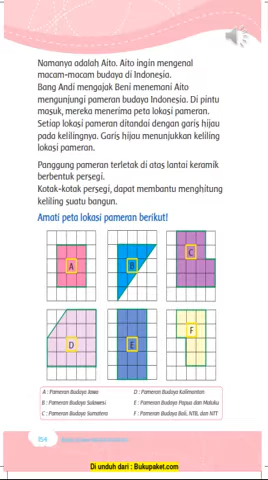 Namanya adalah Aito. Aito ingin mengenal
macam-macam budaya di Indonesia.
Bang Andi mengajak Beni menemani Aito
mengunjungi pameran budaya Indonesia. Di pintu
masuk, mereka menerima peta lokasi pameran.
Setiap lokasi pameran ditandai dengan garis hijau
pada kelilingnya. Garis hijau menunjukkan keliling
lokasi pameran.
Panggung pameran terletak di atas lantai keramik
berbentuk persegi.
Kotak-kotak persegi, dapat membantu menghitung
keliling suatu bangun.
Amati peta lokasi pameran berikut!
A
B
C
D
E
F
A : Pameran Budaya Jawa
B : Pameran Budaya Sulawesi
C : Pameran Budaya Sumatera
D : Pameran Budaya Kalimantan
E : Pameran Budaya Papua dan Maluku
F : Pameran Budaya Bali, NTB, dan NTT
154
Di unduh dari : Bukupaket.com